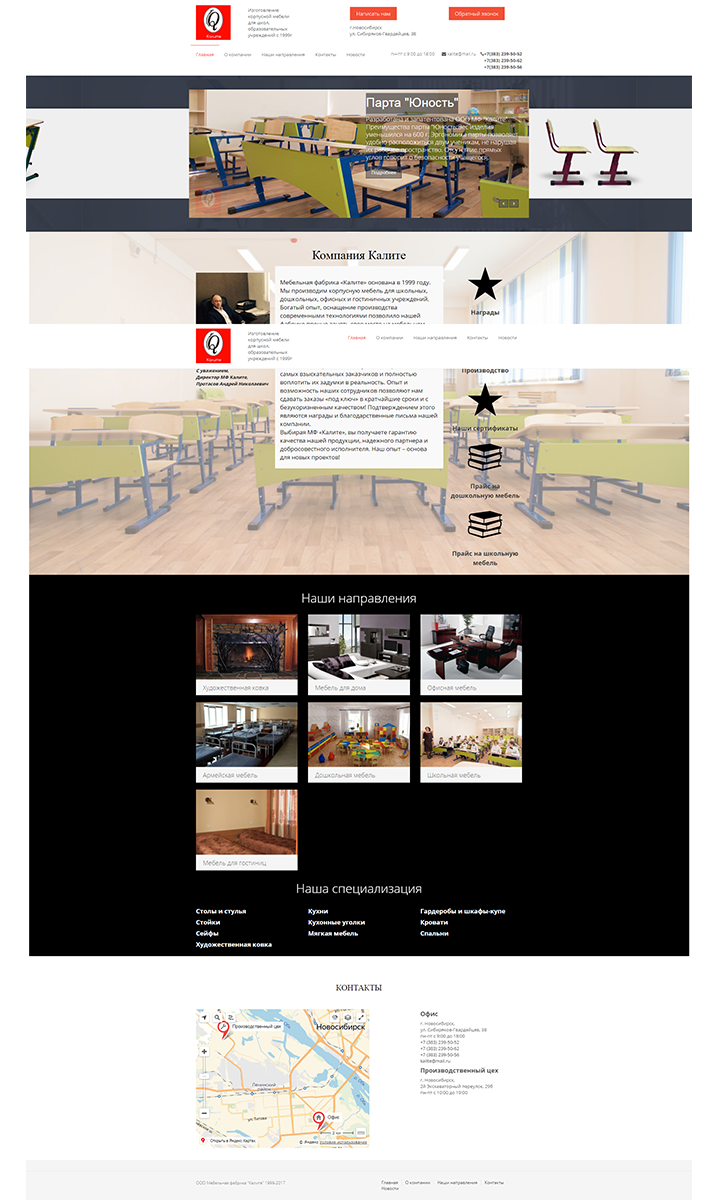 Калите
Изготовление
корпусной мебели
для школ,
образовательных
учреждений с 1999г
Написать нам
г.Новосибирск
ул. Сибиряков-Гвардейцев, 38
Обратный звонок
Главная О компании Наши направления Контакты Новости
пн-пт с 9:00 до 18:00 kalite@mail.ru +7(383) 239-50-52
+7(383) 239-50-62
+7(383) 239-50-56
Парта "Юность"
Разработана и запатентована ООО МФ "Калите".
Преимущества парта "Юность": вес изделия
уменьшился на 600 г. Эргономика парты позволяет
удобно расположиться двум ученикам, не нарушая
их рабочее пространство. Отсутствие прямых
углов говорит о безопасности учащегося.
Подробнее
Компания Калите
Мебельная фабрика «Калите» основана в 1999 году.
Мы производим корпусную мебель для школьных,
дошкольных, офисных и гостиничных учреждений.
Богатый опыт, оснащение производства
современными технологиями позволило нашей
Награды
Калите
Изготовление
корпусной мебели
для школ,
образовательных
учреждений с 1999г
Главная О компании Наши направления Контакты Новости
С уважением,
Директор МФ Калите,
Протасов Андрей Николаевич
самых взыскательных заказчиков и полностью
воплотить их задумки в реальность. Опыт и
возможность наших сотрудников позволяют нам
сдавать заказы «под ключ» в кратчайшие сроки и с
безукоризненным качеством! Подтверждением этого
являются награды и благодарственные письма нашей
компании.
Выбирая МФ «Калите», вы получаете гарантию
качества нашей продукции, надежного партнера и
добросовестного исполнителя. Наш опыт – основа
для новых проектов!
Производство
Наши сертификаты
Прайс на
дошкольную мебель
Прайс на школьную
мебель
Наши направления
Художественная ковка
Мебель для дома
Офисная мебель
Армейская мебель
Дошкольная мебель
Школьная мебель
Мебель для гостиниц
Наша специализация
Столы и стулья Кухни Гардеробы и шкафы-купе
Стойки Кухонные уголки Кровати
Сейфы Мягкая мебель Спальни
Художественная ковка
КОНТАКТЫ
Производственный цех
Новосибирск
Офис
Открыть в Яндекс.Картах
© Яндекс Условия использования
Офис
г. Новосибирск,
ул. Сибиряков-Гвардейцев, 38
пн-пт с 9:00 до 18:00
+7 (383) 239-50-52
+7 (383) 239-50-62
+7 (383) 239-50-56
kalite@mail.ru
Производственный цех
г. Новосибирск,
2й Экскаваторный переулок, 29б
пн-пт с 10:00 до 19:00
ООО Мебельная фабрика "Калите" 1999-2017
Главная О компании Наши направления Контакты
Новости